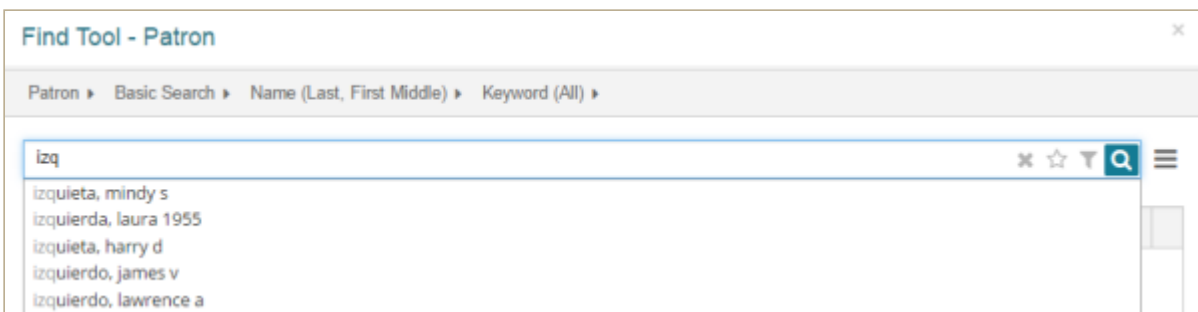 Find Tool - Patron
Patron Basic Search Name (Last, First Middle) Keyword (All)
izq
izquieta, mindy s
izquierda, laura 1955
izquieta, harry d
izquierdo, james v
izquierdo, lawrence a